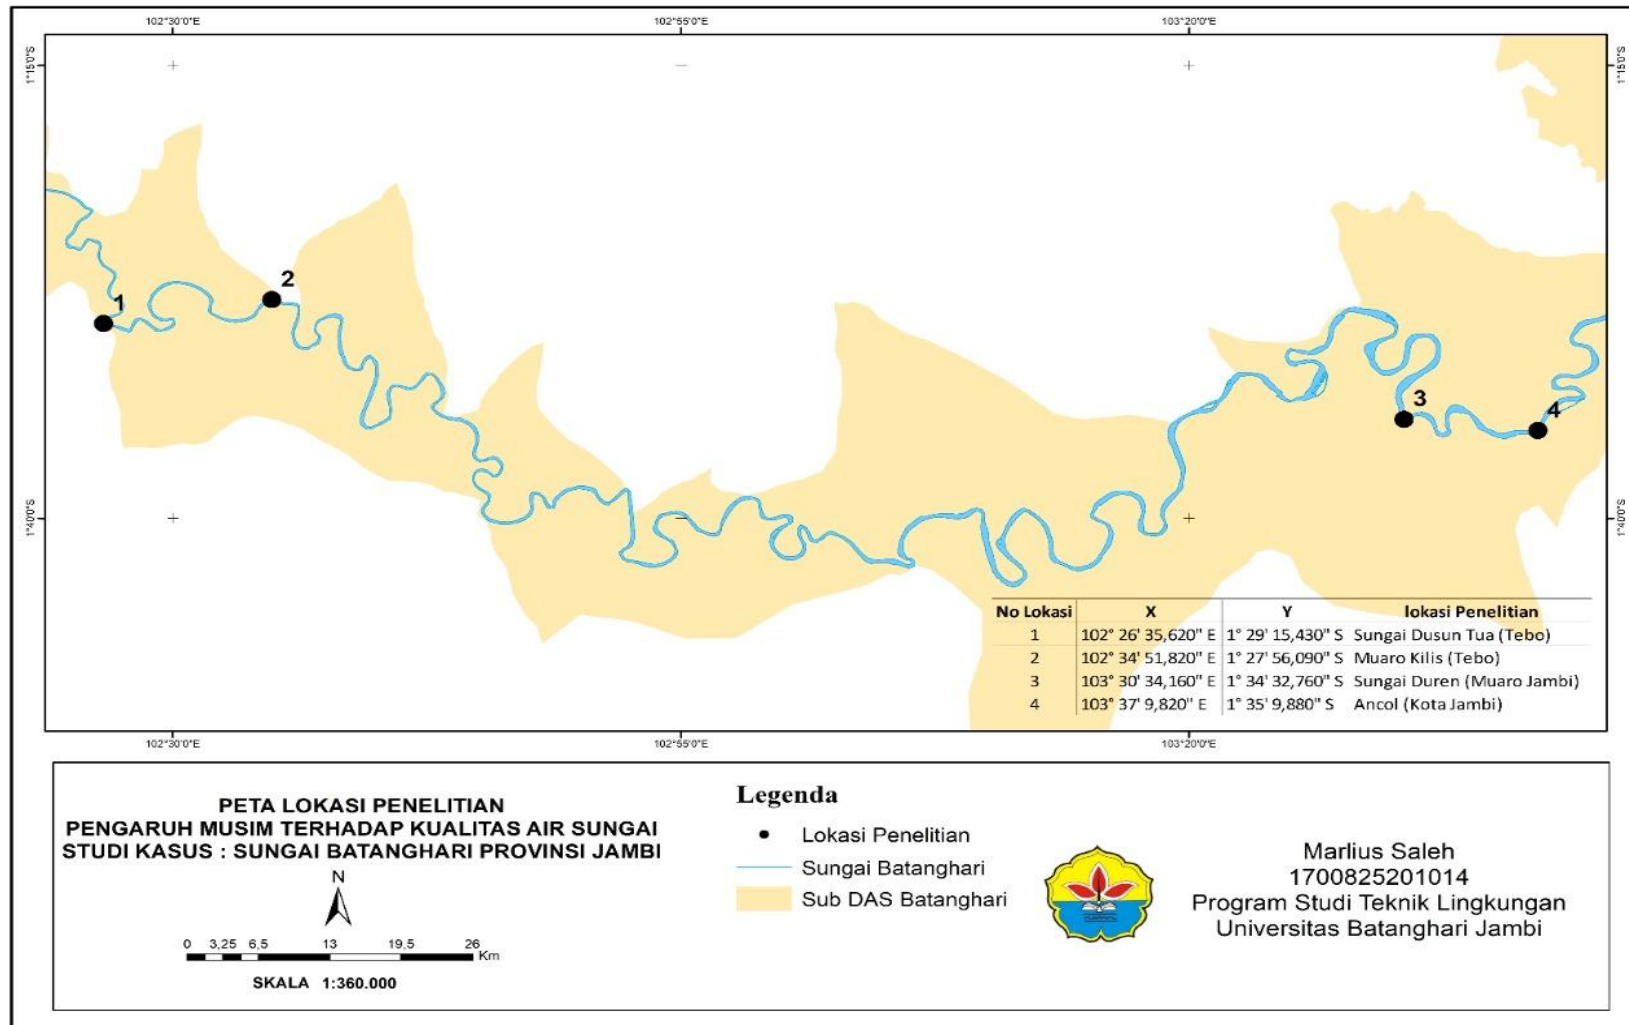 102°30'0"E 102°55'0"E 103°20'0"E
1°15'0"S 1°15'0"S
2
1
3
4
1°40'0"S 1°40'0"S
No Lokasi X Y lokasi Penelitian
1 102° 26' 35,620" E 1° 29' 15,430" S Sungai Dusun Tua (Tebo)
2 102° 34' 51,820" E 1° 27' 56,090" S Muaro Kilis (Tebo)
3 103° 30' 34,160" E 1° 34' 32,760" S Sungai Duren (Muaro Jambi)
4 103° 37' 9,820" E 1° 35' 9,880" S Ancol (Kota Jambi)
102°30'0"E 102°55'0"E 103°20'0"E
PETA LOKASI PENELITIAN
PENGARUH MUSIM TERHADAP KUALITAS AIR SUNGAI
STUDI KASUS : SUNGAI BATANGHARI PROVINSI JAMBI
N
0 3,25 6,5 13 19,5 26
Km
SKALA 1:360.000
Legenda
Lokasi Penelitian
Sungai Batanghari
Sub DAS Batanghari
Marlius Saleh
1700825201014
Program Studi Teknik Lingkungan
Universitas Batanghari Jambi